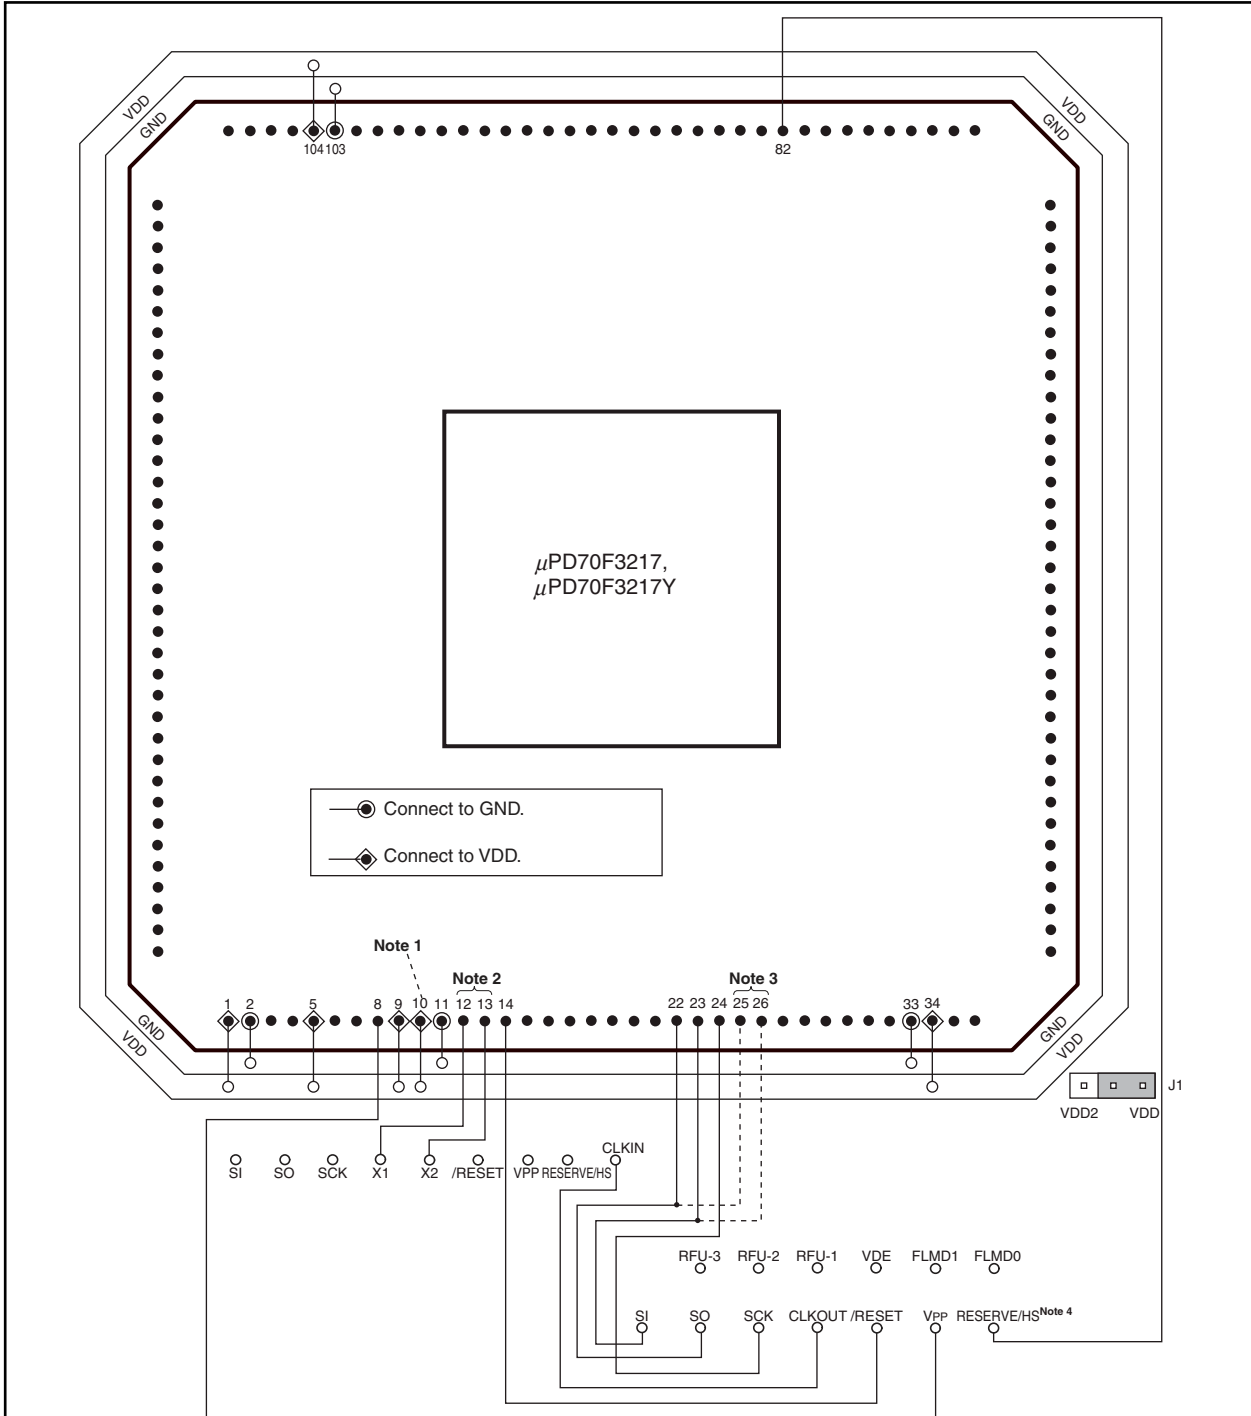 VDD
GND
VDD
GND
104 103
82
μPD70F3217,
μPD70F3217Y
Connect to GND.
Connect to VDD.
Note 1
Note 2
Note 3
1 2 5 8 9 10 11 12 13 14 22 23 24 25 26 33 34
GND
VDD
GND
VDD
J1
VDD2 VDD
CLKIN
SI SO SCK X1 X2 /RESET VPP RESERVE/HS
RFU-3 RFU-2 RFU-1 VDE FLMD1 FLMD0
SI SO SCK CLKOUT /RESET VPP RESERVE/HS Note 4